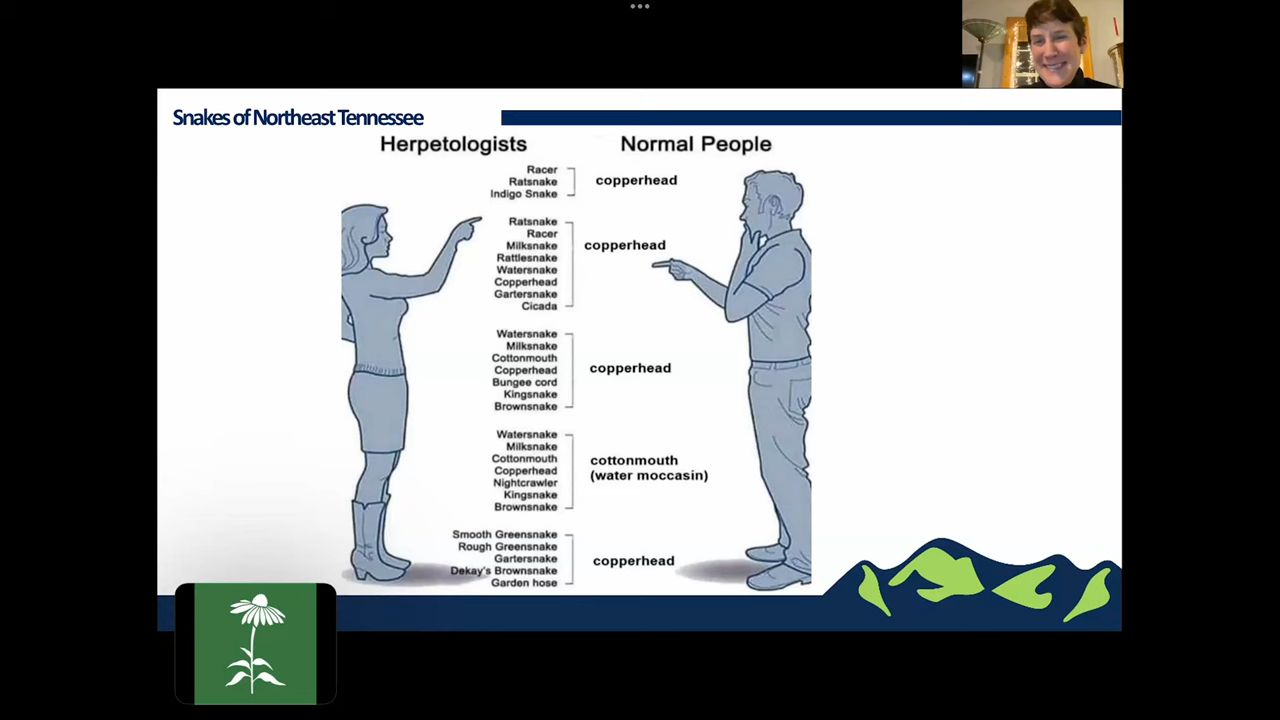 Snakes of Northeast Tennessee
Herpetologists
Normal People
Racer
Ratsnake
Indigo Snake
copperhead
Ratsnake
Racer
Milksnake
Rattlesnake
Watersnake
Copperhead
Gartersnake
Cicada
copperhead
Watersnake
Milksnake
Cottonmouth
Copperhead
Bungee cord
Kingsnake
Brownsnake
copperhead
Watersnake
Milksnake
Cottonmouth
Copperhead
Nightcrawler
Kingsnake
Brownsnake
cottonmouth
(water moccasin)
Smooth Greensnake
Rough Greensnake
Gartersnake
Dekay's Brownsnake
Garden hose
copperhead